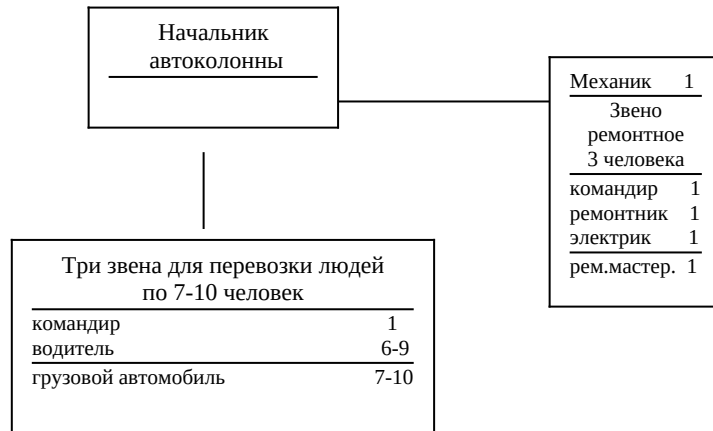 Начальник
автоколонны
Механик 1
Звено
ремонтное
3 человека
командир 1
ремонтник 1
электрик 1
рем.мастер. 1
Три звена для перевозки людей
по 7-10 человек
командир 1
водитель 6-9
грузовой автомобиль 7-10